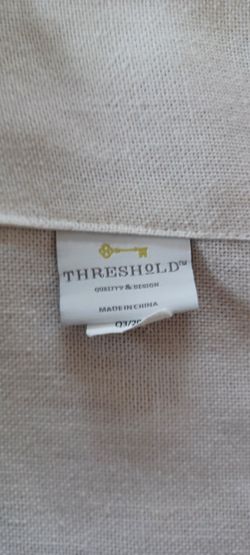 THRESHOLD™
QUALITY & DESIGN
MADE IN CHINA